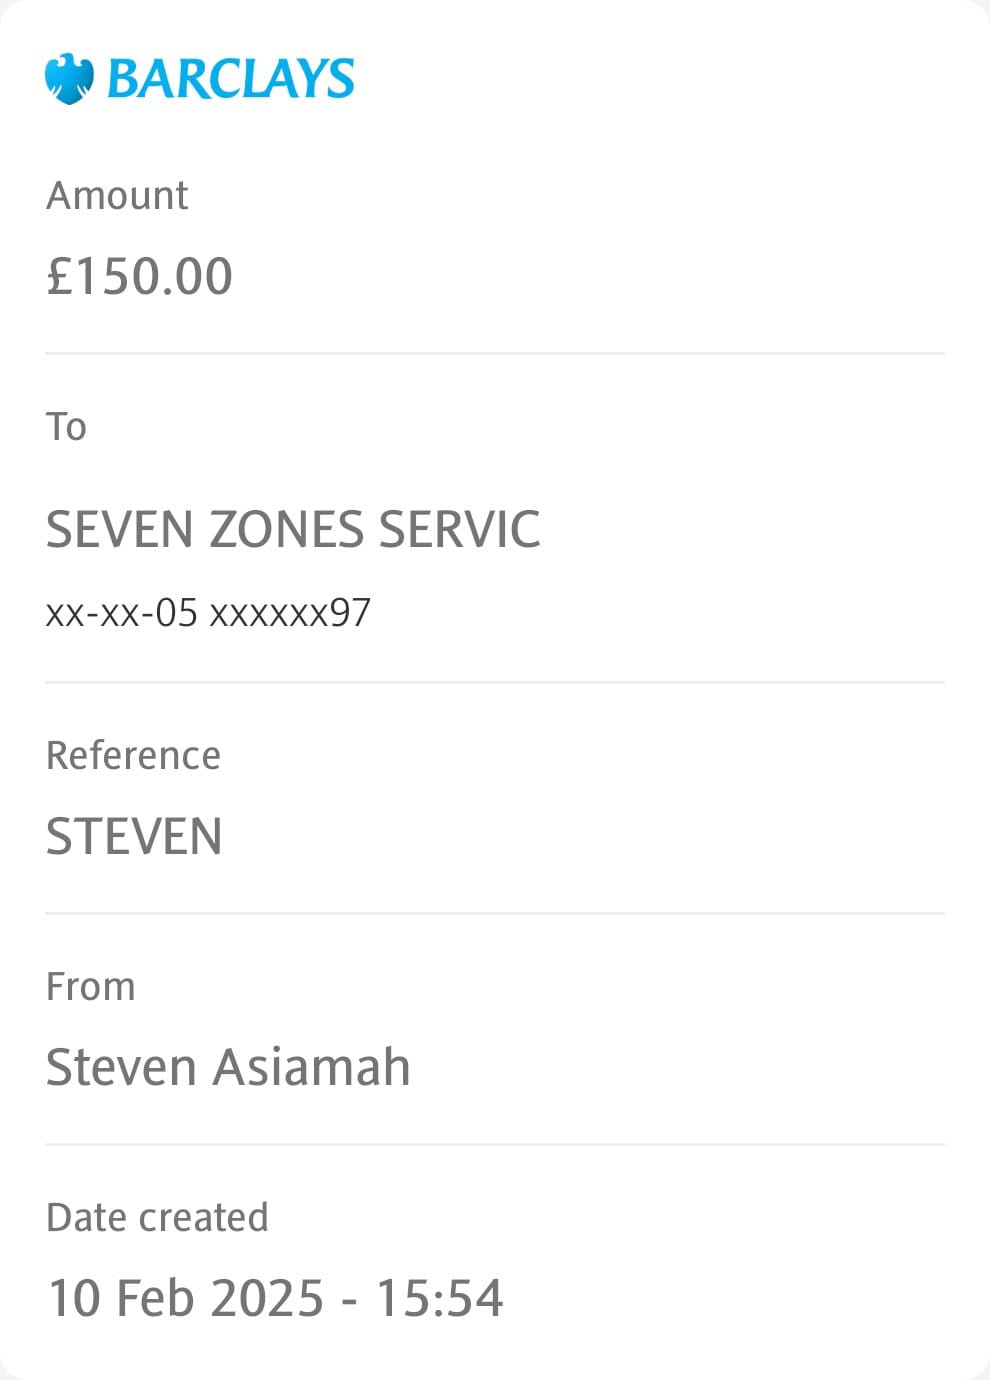 BARCLAYS
Amount
£150.00
To
SEVEN ZONES SERVIC
xx-xx-05 xxxxxx97
Reference
STEVEN
From
Steven Asiamah
Date created
10 Feb 2025 - 15:54